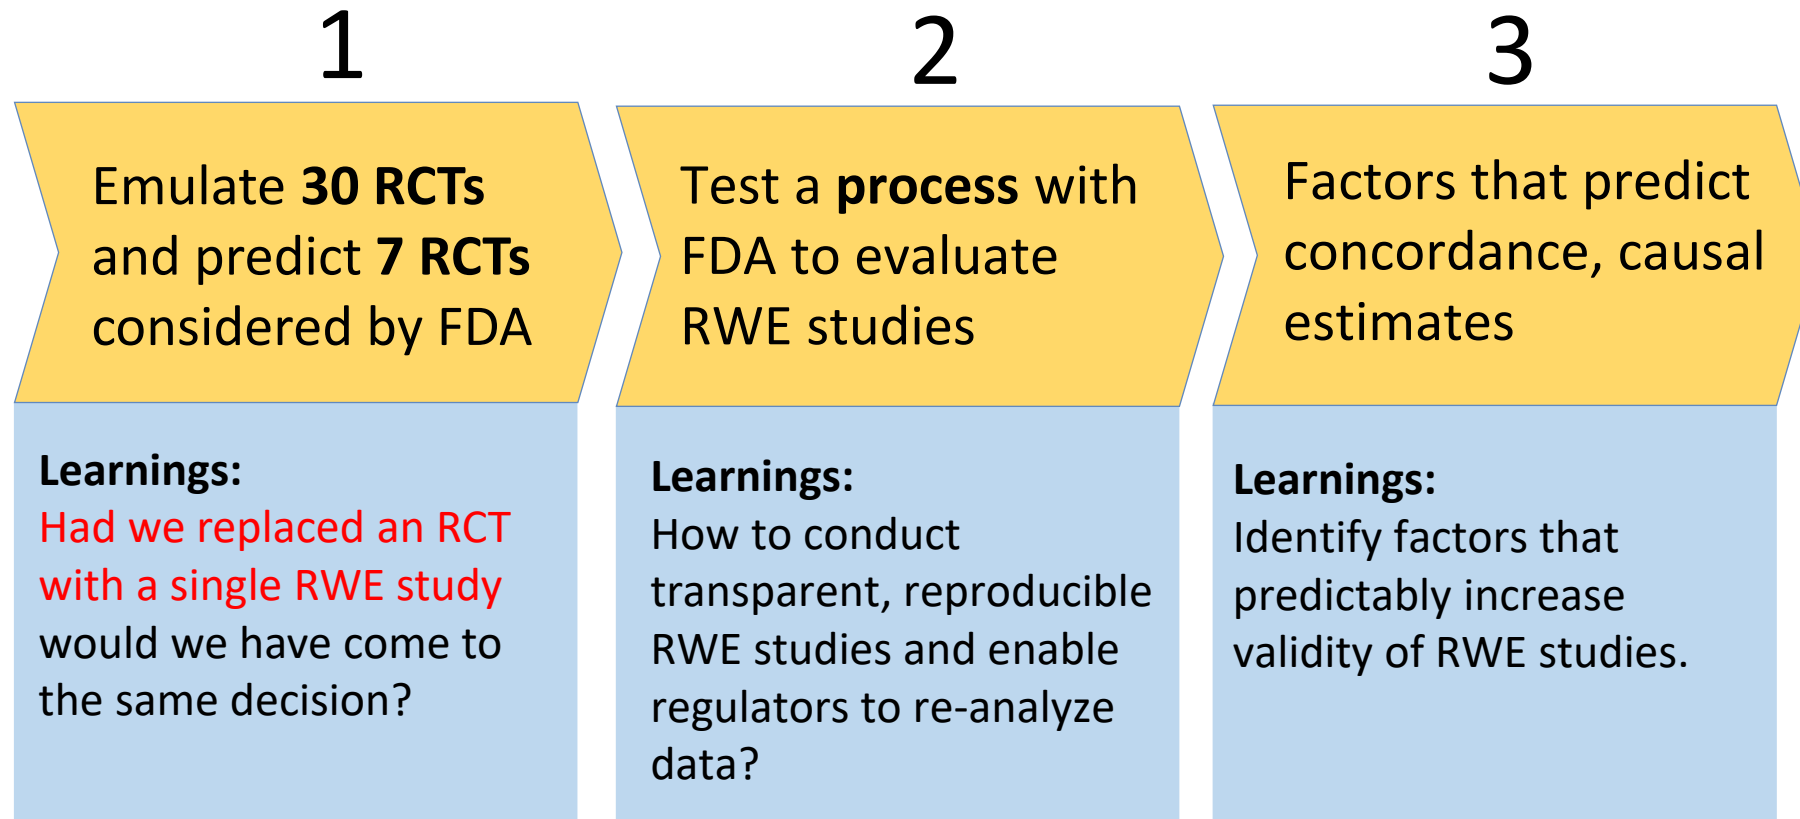 1
Emulate 30 RCTs
and predict 7 RCTs
considered by FDA
Learnings:
Had we replaced an RCT
with a single RWE study
would we have come to
the same decision?
2
Test a process with
FDA to evaluate
RWE studies
Learnings:
How to conduct
transparent, reproducible
RWE studies and enable
regulators to re-analyze
data?
3
Factors that predict
concordance, causal
estimates
Learnings:
Identify factors that
predictably increase
validity of RWE studies.